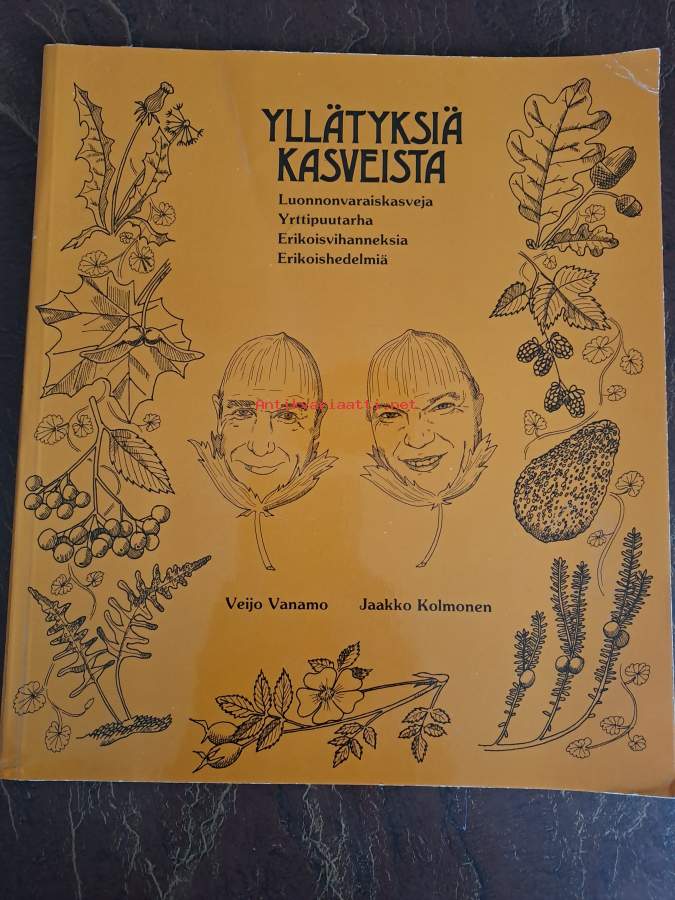 YLLÄTYKSIÄ
KASVEISTA
Luonnonvaraiskasveja
Yrttipuutarha
Erikoisvihanneksia
Erikoishedelmiä
Antikvariaatti.net
Veijo Vanamo Jaakko Kolmonen